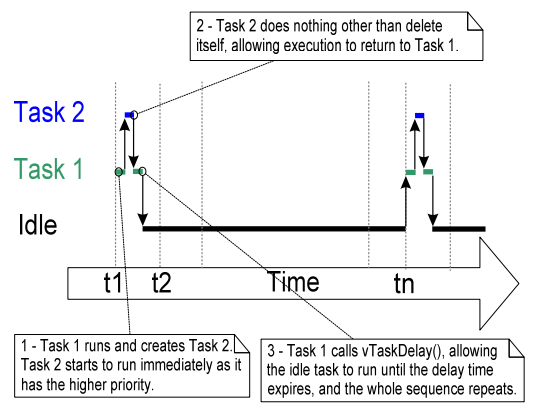 2 - Task 2 does nothing other than delete
itself, allowing execution to return to Task 1.
Task 2
Task 1
Idle
t1
t2
Time
tn
1 - Task 1 runs and creates Task 2.
Task 2 starts to run immediately as it
has the higher priority.
3 - Task 1 calls vTaskDelay(), allowing
the idle task to run until the delay time
expires, and the whole sequence repeats.